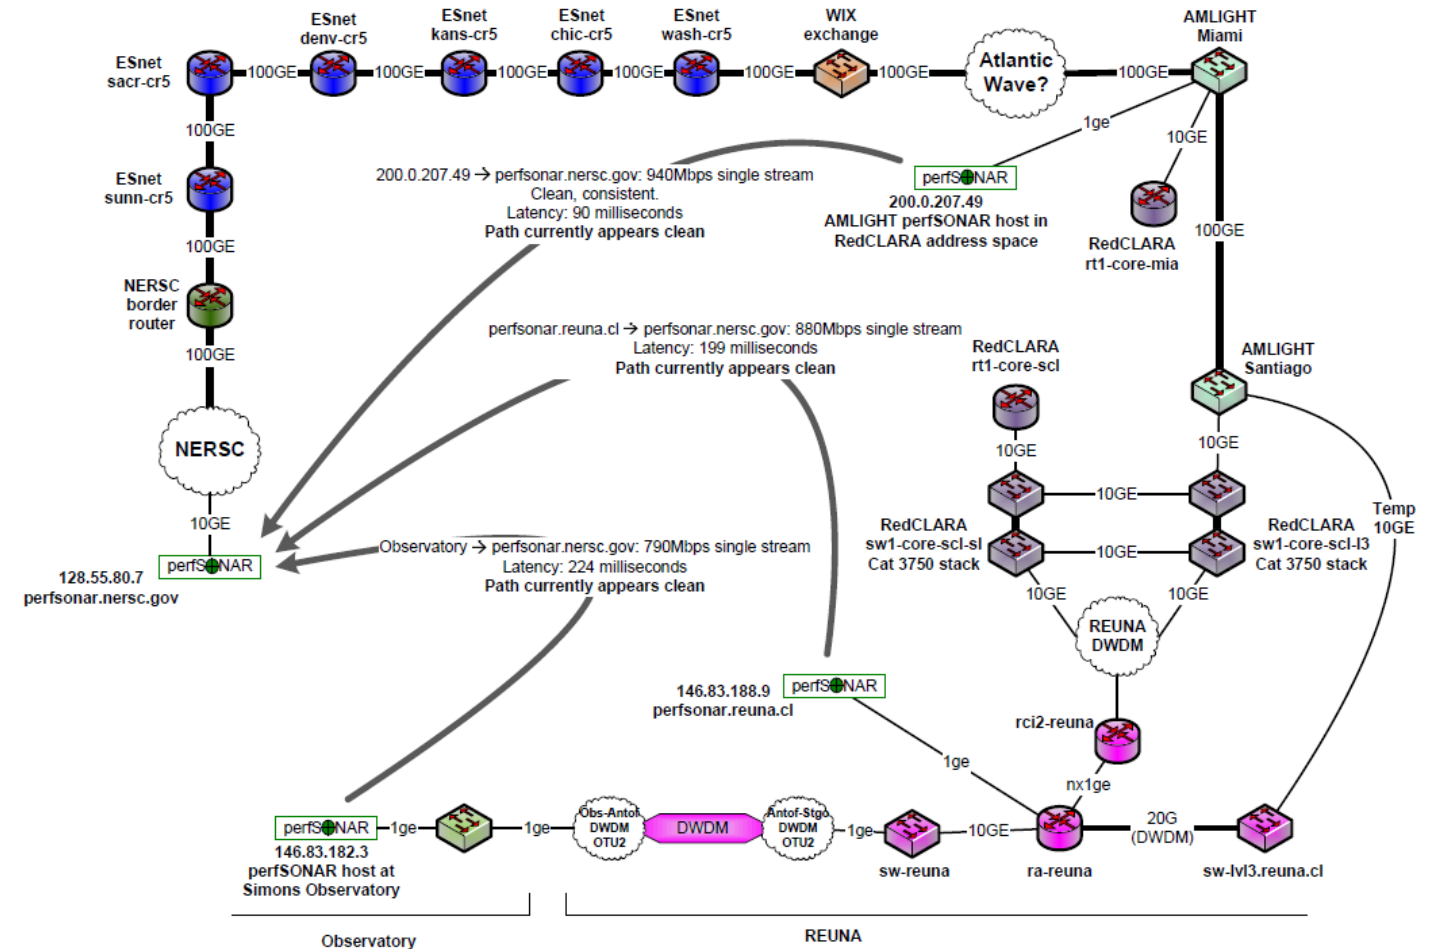 ESnet
sacr-cr5
100GE
ESnet
denv-cr5
100GE
ESnet
kans-cr5
100GE
ESnet
chic-cr5
100GE
ESnet
wash-cr5
100GE
WIX
exchange
100GE
Atlantic
Wave?
100GE
AMLIGHT
Miami
1ge
10GE
100GE
ESnet
sunn-cr5
100GE
NERSC
border
router
100GE
NERSC
10GE
perfSONAR
128.55.80.7
perfsonar.nersc.gov
200.0.207.49 → perfsonar.nersc.gov: 940Mbps single stream
Clean, consistent.
Latency: 90 milliseconds
Path currently appears clean
perfSONAR
200.0.207.49
AMLIGHT perfSONAR host in
RedCLARA address space
RedCLARA
rt1-core-mia
100GE
perfsonar.reuna.cl → perfsonar.nersc.gov: 880Mbps single stream
Latency: 199 milliseconds
Path currently appears clean
RedCLARA
rt1-core-scl
10GE
AMLIGHT
Santiago
10GE
Temp
10GE
10GE
RedCLARA
sw1-core-scl-sl
Cat 3750 stack
10GE
RedCLARA
sw1-core-scl-l3
Cat 3750 stack
10GE
10GE
REUNA
DWDM
Observatory → perfsonar.nersc.gov: 790Mbps single stream
Latency: 224 milliseconds
Path currently appears clean
146.83.188.9
perfsonar.reuna.cl
perfSONAR
1ge
rci2-reuna
nx1ge
perfSONAR
146.83.182.3
perfSONAR host at
Simons Observatory
1ge
1ge
Obs-Antof
DWDM
OTU2
DWDM
Antof-Stgo
DWDM
OTU2
1ge
sw-reuna
10GE
ra-reuna
20G
(DWDM)
sw-lvl3.reuna.cl
Observatory
REUNA